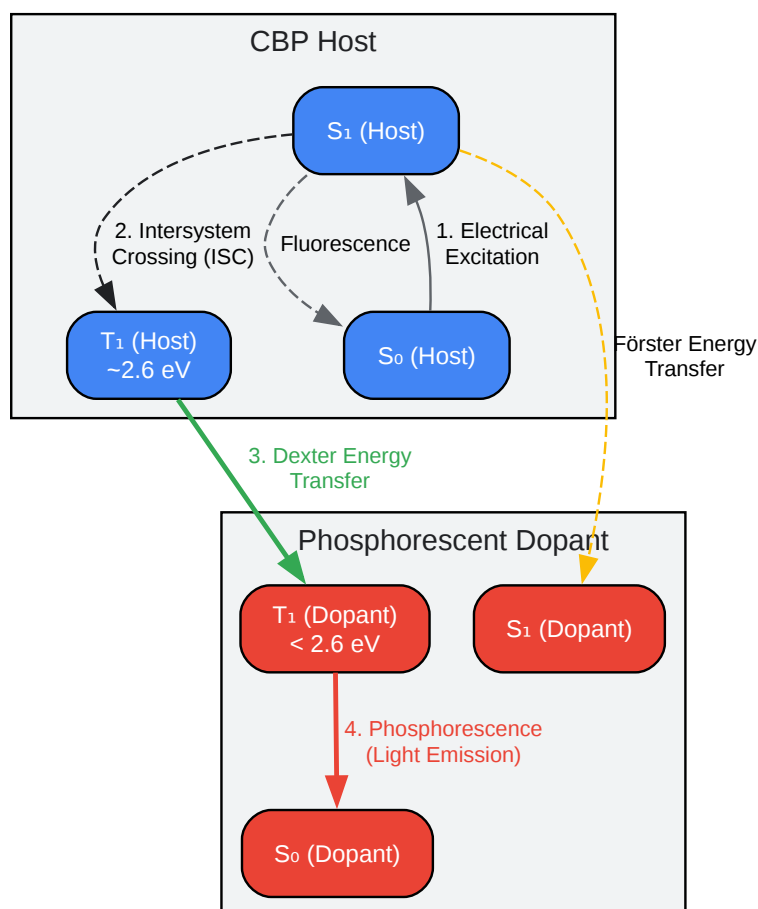 CBP Host
S₁ (Host)
2. Intersystem
Crossing (ISC)
Fluorescence
1. Electrical
Excitation
T₁ (Host)
~2.6 eV
S₀ (Host)
Förster Energy
Transfer
3. Dexter Energy
Transfer
Phosphorescent Dopant
T₁ (Dopant)
< 2.6 eV
S₁ (Dopant)
4. Phosphorescence
(Light Emission)
S₀ (Dopant)